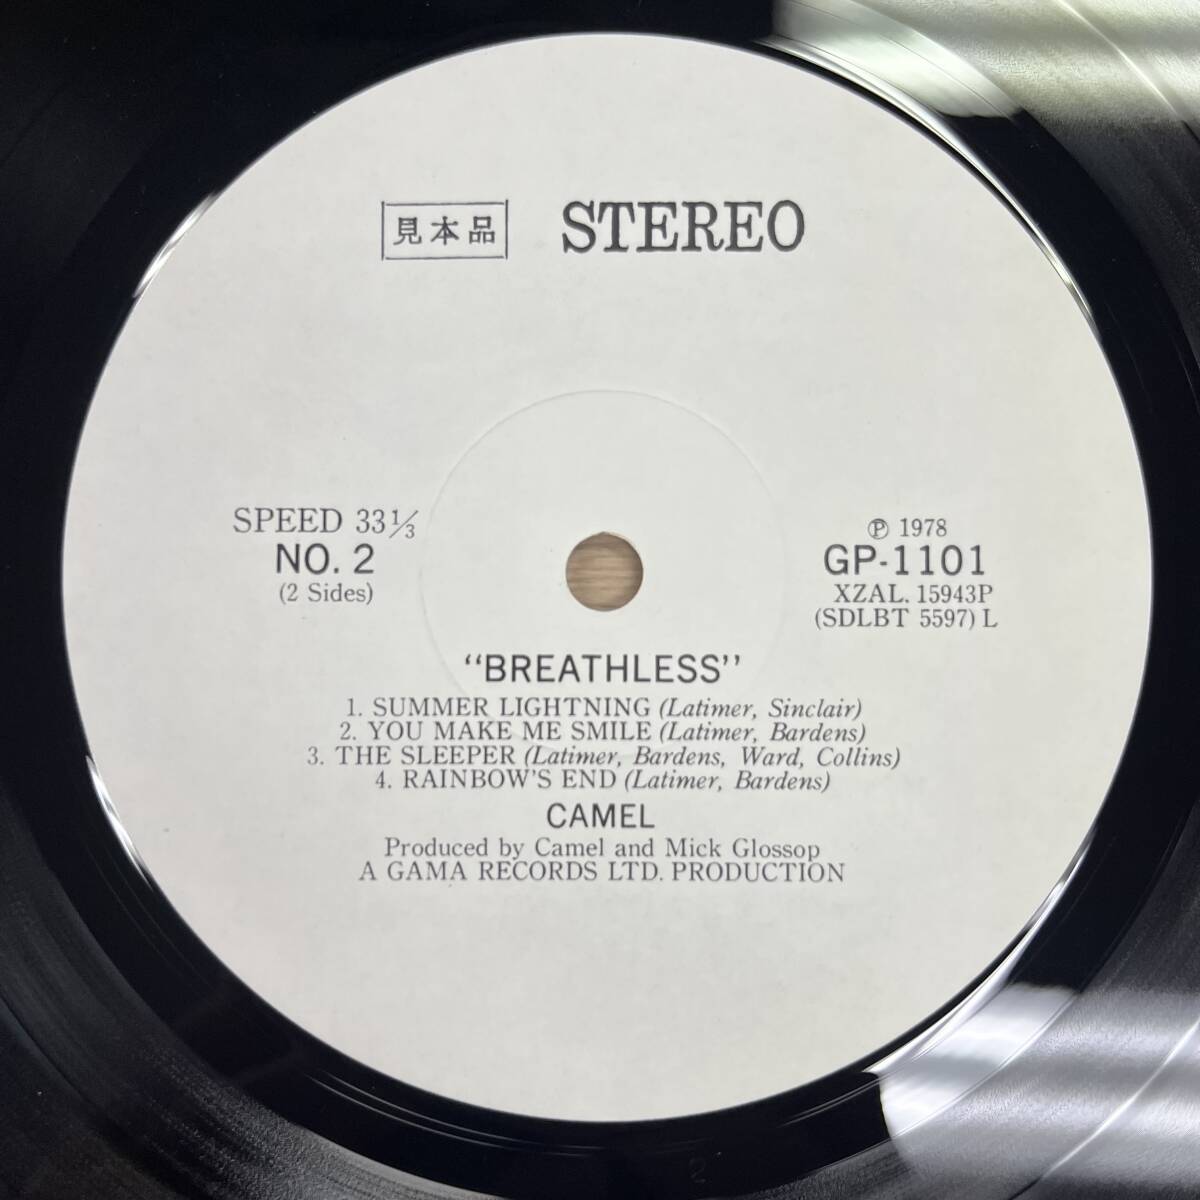 見本品 STEREO
SPEED 33 1/3
NO. 2
(2 Sides)
Ⓟ 1978
GP-1101
XZAL. 15943P
(SDLBT 5597) L
"BREATHLESS"
1. SUMMER LIGHTNING (Latimer, Sinclair)
2. YOU MAKE ME SMILE (Latimer, Bardens)
3. THE SLEEPER (Latimer, Bardens, Ward, Collins)
4. RAINBOW'S END (Latimer, Bardens)
CAMEL
Produced by Camel and Mick Glossop
A GAMA RECORDS LTD. PRODUCTION